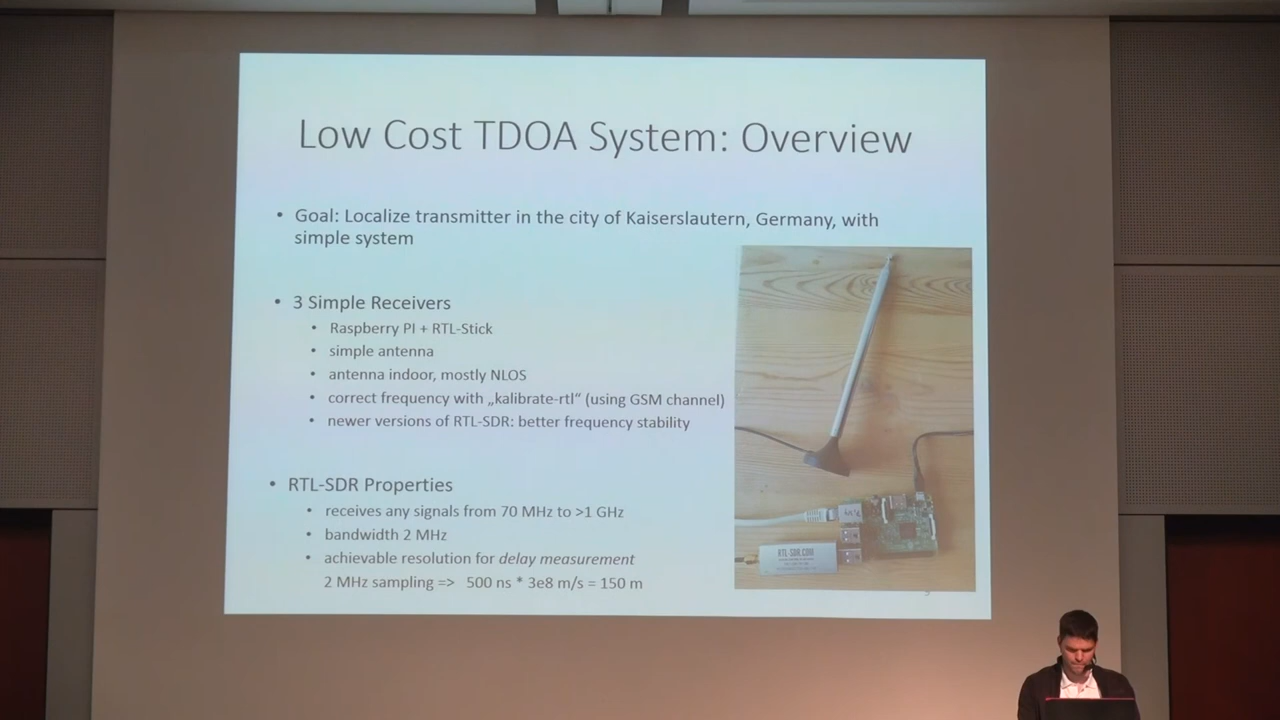 Low Cost TDOA System: Overview
• Goal: Localize transmitter in the city of Kaiserslautern, Germany, with
simple system
• 3 Simple Receivers
• Raspberry PI + RTL-Stick
• simple antenna
• antenna indoor, mostly NLOS
• correct frequency with „kalibrate-rtl“ (using GSM channel)
• newer versions of RTL-SDR: better frequency stability
• RTL-SDR Properties
• receives any signals from 70 MHz to >1 GHz
• bandwidth 2 MHz
• achievable resolution for delay measurement
2 MHz sampling => 500 ns * 3e8 m/s = 150 m
RTL-SDR.COM